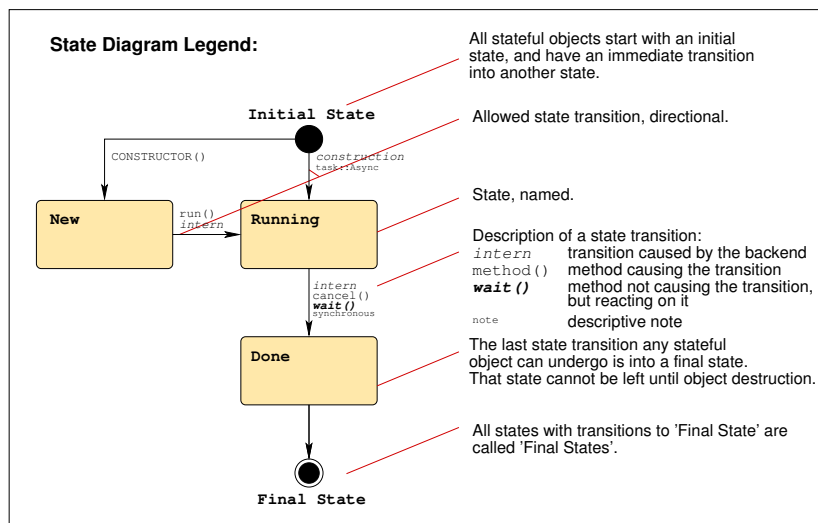 State Diagram Legend:
All stateful objects start with an initial
state, and have an immediate transition
into another state.
Initial State
Allowed state transition, directional.
CONSTRUCTOR()
construction
task::Async
New
run()
intern
Running
State, named.
Description of a state transition:
intern transition caused by the backend
method() method causing the transition
wait() method not causing the transition,
but reacting on it
note descriptive note
intern
cancel()
wait()
synchronous
Done
The last state transition any stateful
object can undergo is into a final state.
That state cannot be left until object destruction.
All states with transitions to 'Final State' are
called 'Final States'.
Final State